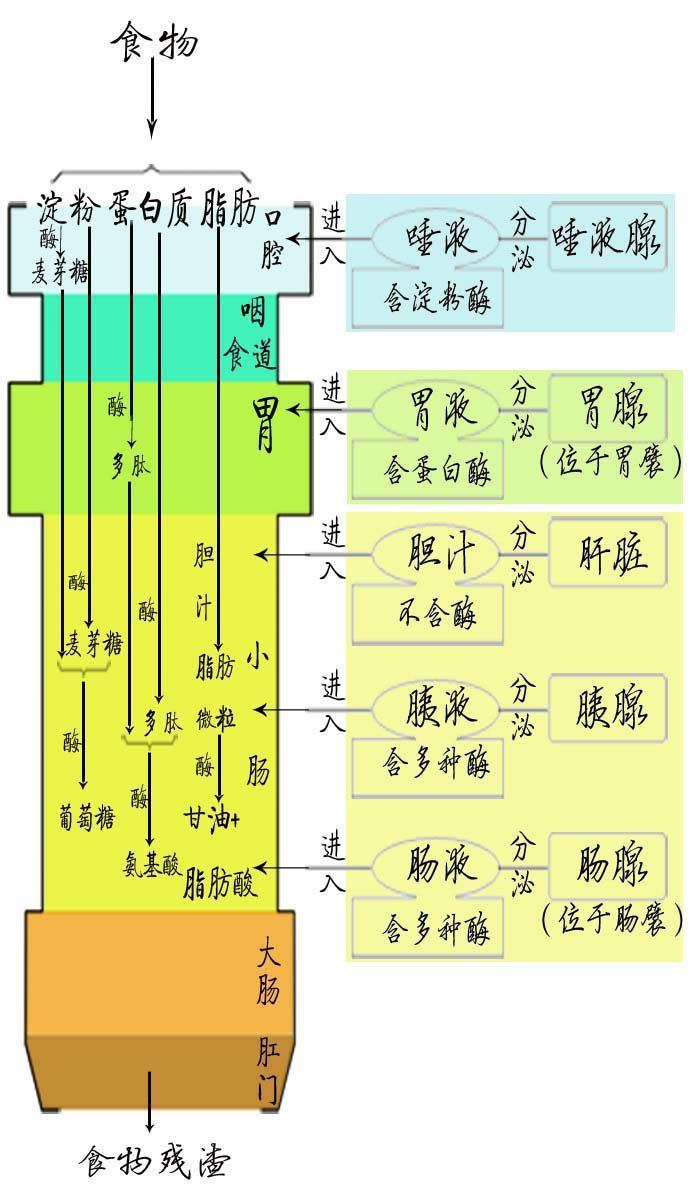 食物
淀粉 蛋白质 脂肪
酶
麦芽糖
口腔
咽
食道
胃
酶
多肽
胆汁
酶
麦芽糖
酶
脂肪
微粒
小肠
多肽
酶
葡萄糖
酶
氨基酸
酶
甘油+
脂肪酸
大肠
肛门
食物残渣
进入
唾液
分泌
唾液腺
含淀粉酶
进入
胃液
分泌
胃腺
(位于胃襞)
含蛋白酶
进入
胆汁
分泌
肝脏
不含酶
进入
胰液
分泌
胰腺
含多种酶
进入
肠液
分泌
肠腺
(位于肠襞)
含多种酶